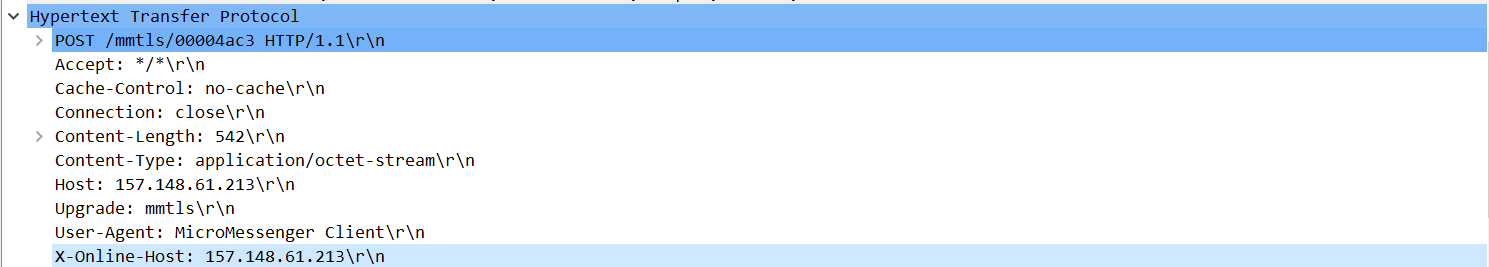 Hypertext Transfer Protocol
POST /mmtls/00004ac3 HTTP/1.1\r\n
Accept: */*\r\n
Cache-Control: no-cache\r\n
Connection: close\r\n
Content-Length: 542\r\n
Content-Type: application/octet-stream\r\n
Host: 157.148.61.213\r\n
Upgrade: mmtls\r\n
User-Agent: MicroMessenger Client\r\n
X-Online-Host: 157.148.61.213\r\n